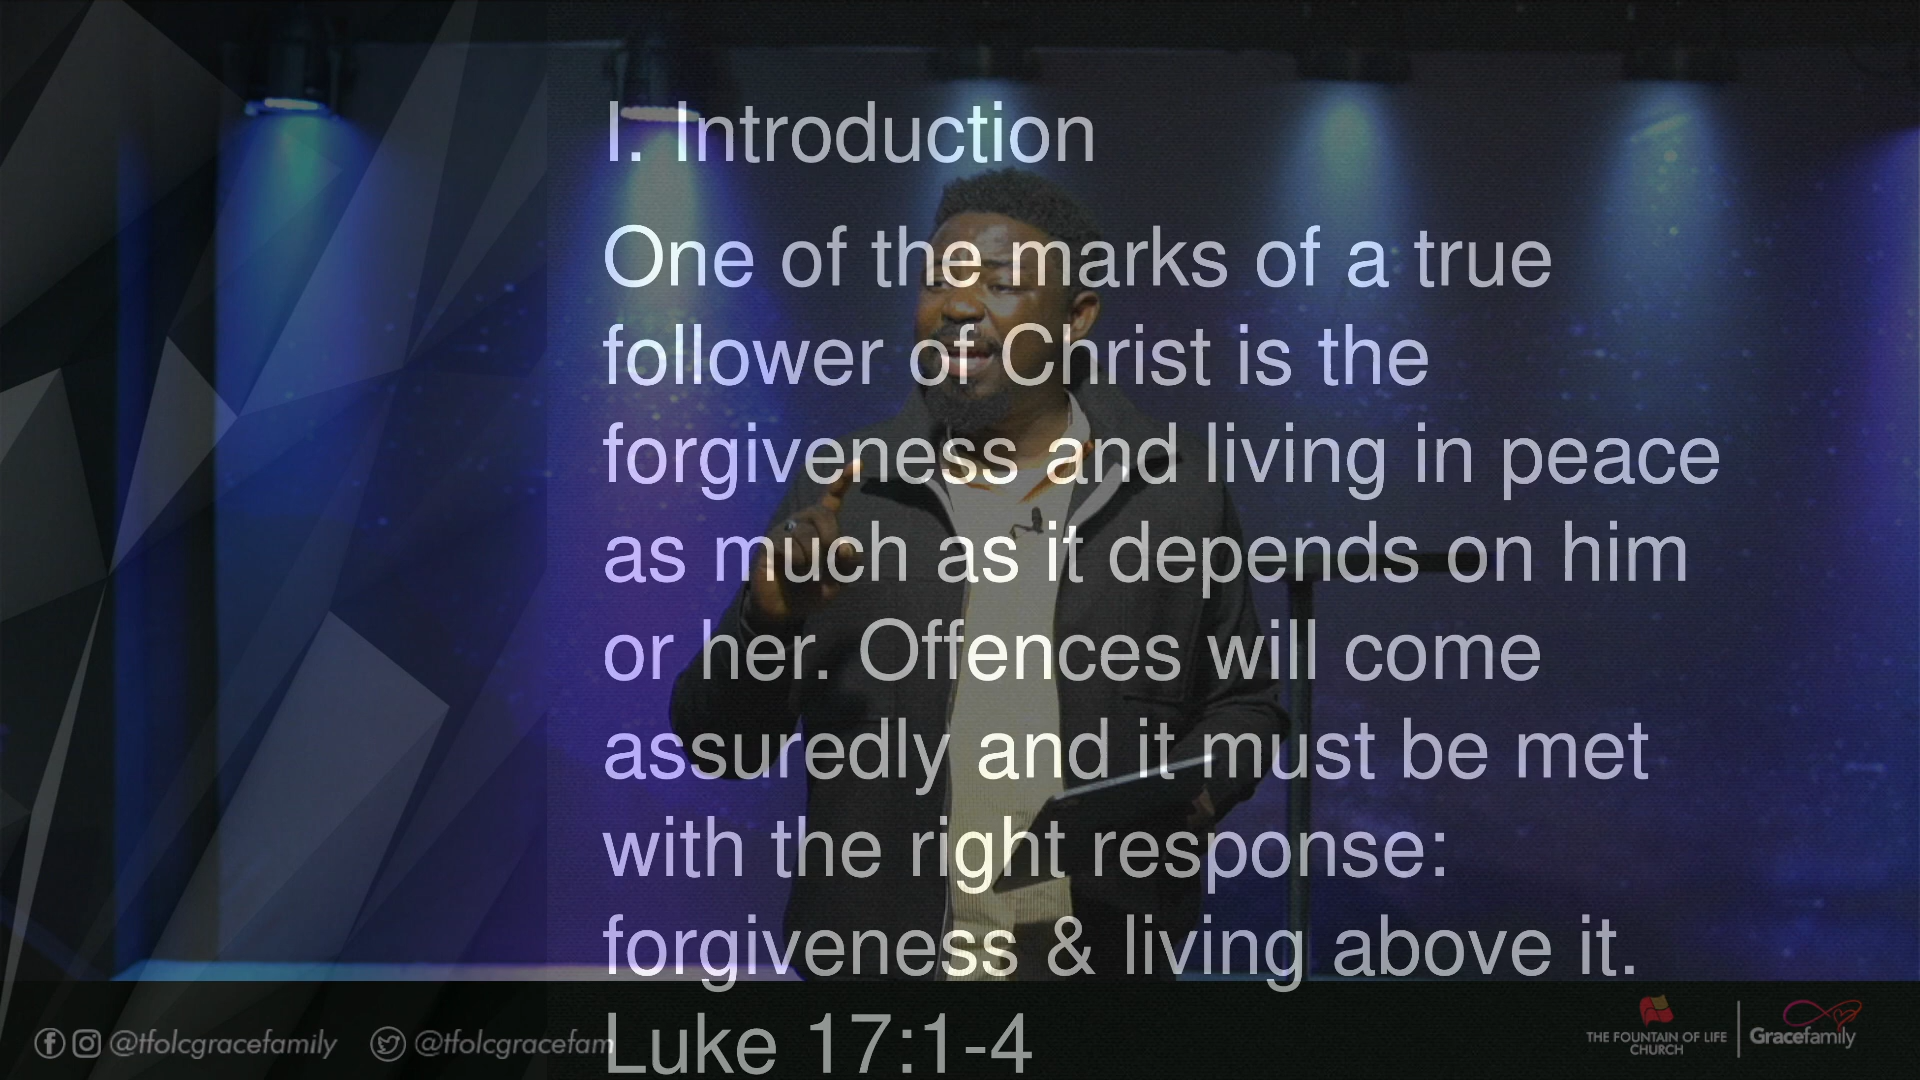 I. Introduction
One of the marks of a true
follower of Christ is the
forgiveness and living in peace
as much as it depends on him
or her. Offences will come
assuredly and it must be met
with the right response:
forgiveness & living above it.
Luke 17:1-4
@tfolcgracefamily @tfolcgracefam
THE FOUNTAIN OF LIFE
CHURCH
Gracefamily